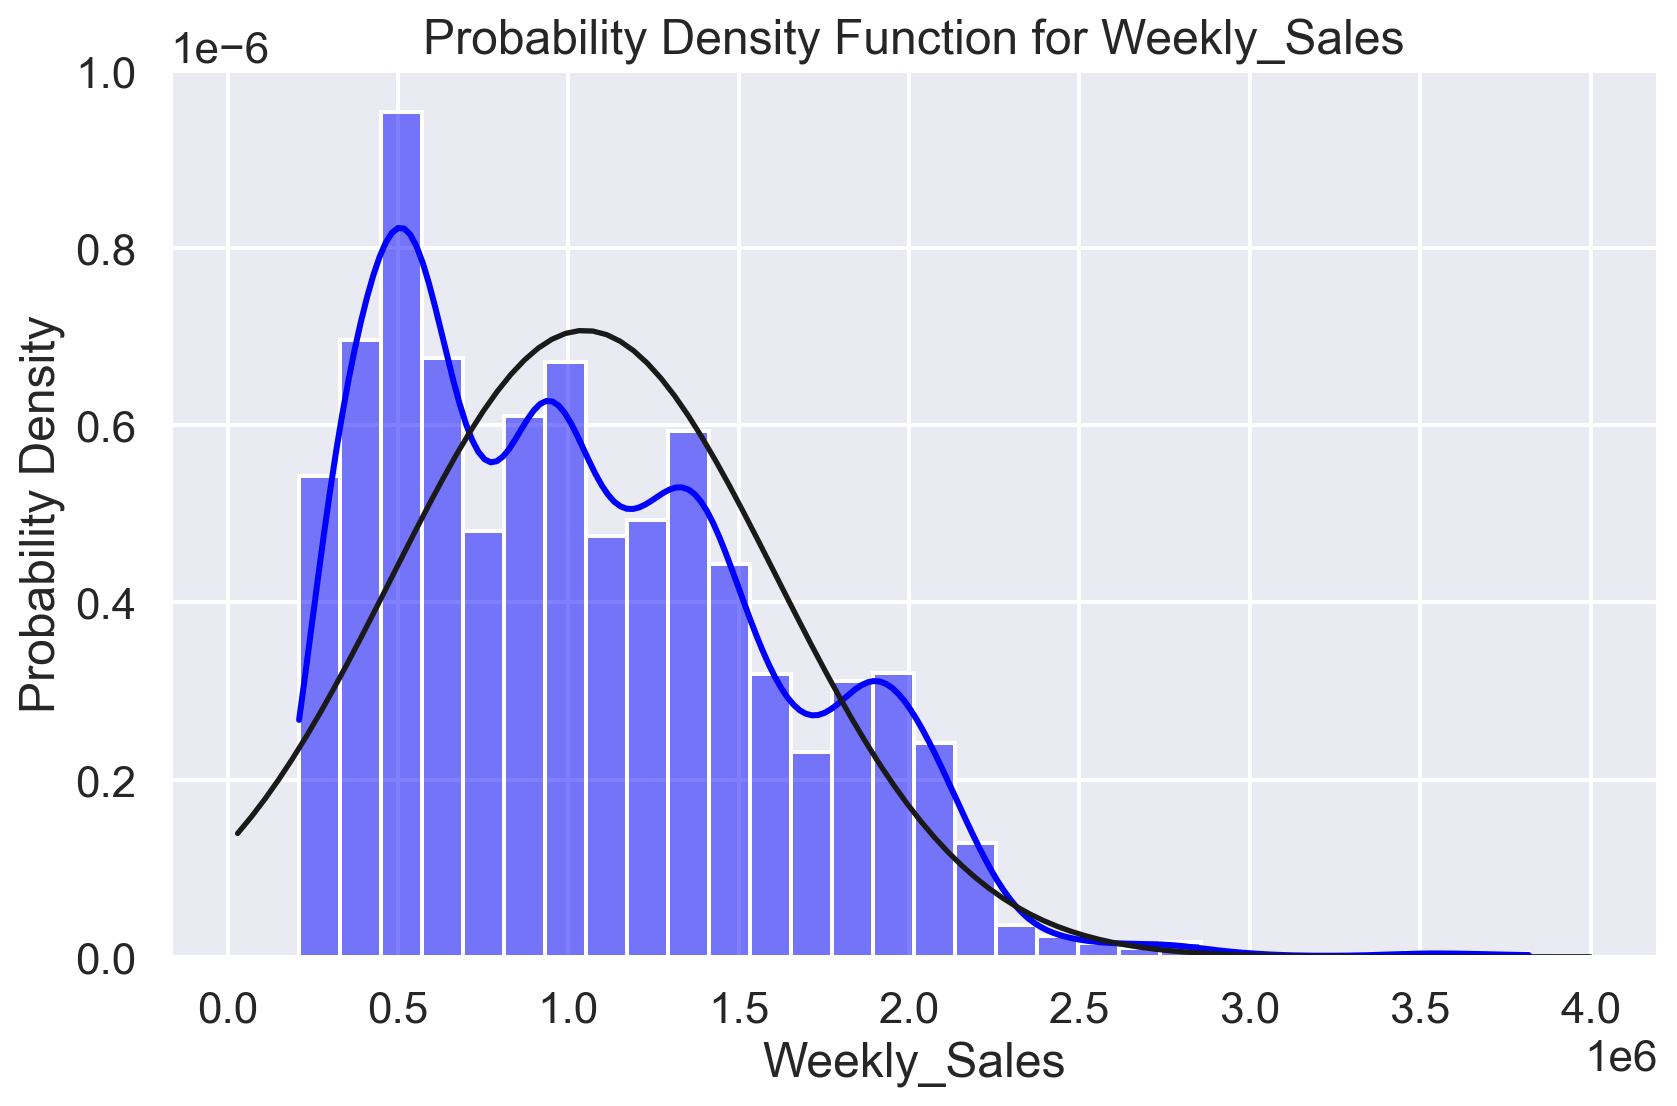 Probability Density Function for Weekly_Sales
1e−6
1.0
0.8
0.6
0.4
0.2
0.0
Probability Density
0.0 0.5 1.0 1.5 2.0 2.5 3.0 3.5 4.0
1e6
Weekly_Sales